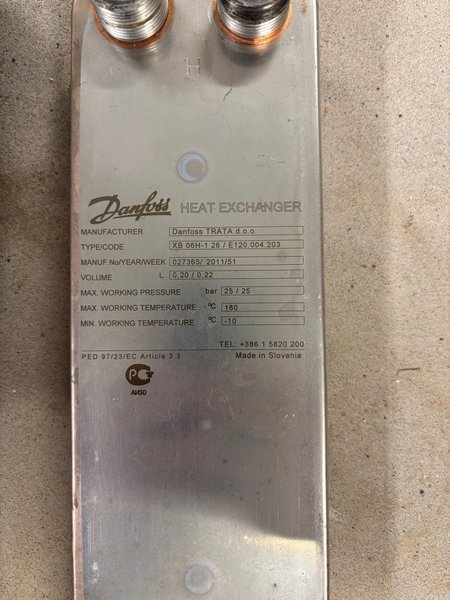 H
Danfoss HEAT EXCHANGER
MANUFACTURER Danfoss TRATA d.o.o.
TYPE/CODE XB 06H-1 26 / E120.004.203
MANUF.No/YEAR/WEEK 027365/ 2011/51
VOLUME L 0,20 / 0,22
MAX. WORKING PRESSURE bar 25 / 25
MAX. WORKING TEMPERATURE °C 180
MIN. WORKING TEMPERATURE °C -10
TEL: +386 1 5820 200
PED 97/23/EC Article 3.3 Made in Slovenia
АИ30